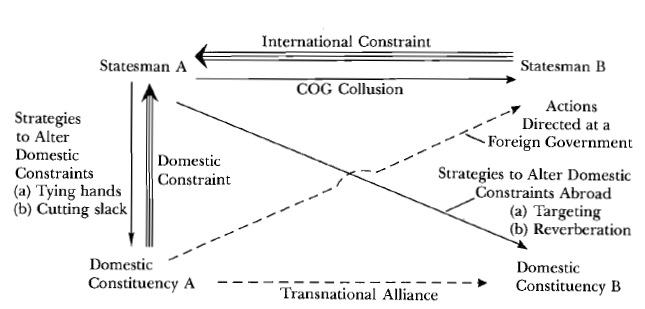 International Constraint
Statesman A
Statesman B
COG Collusion
Strategies
to Alter
Domestic
Constraints
(a) Tying hands
(b) Cutting slack
Domestic
Constraint
Actions
Directed at a
Foreign Government
Strategies to Alter Domestic
Constraints Abroad
(a) Targeting
(b) Reverberation
Domestic
Constituency A
Transnational Alliance
Domestic
Constituency B